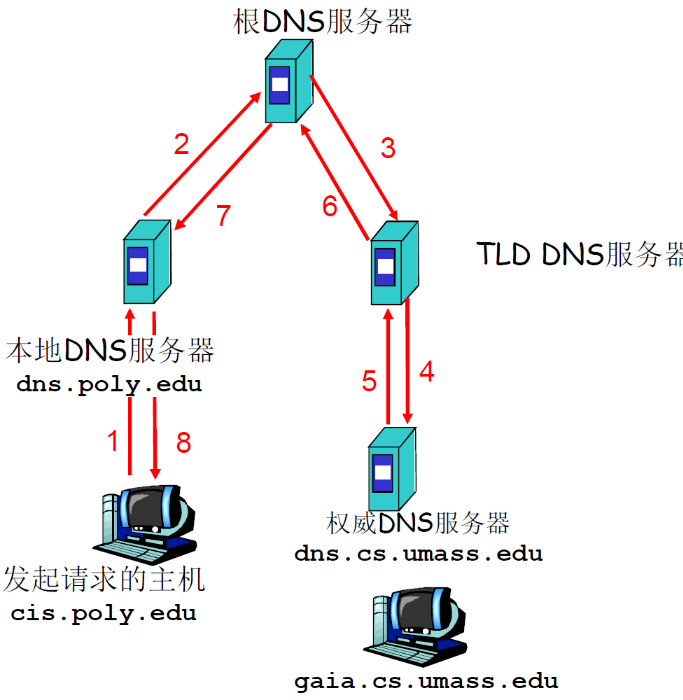 根DNS服务器
2
3
7
6
TLD DNS服务器
本地DNS服务器
dns.poly.edu
5
4
1
8
权威DNS服务器
dns.cs.umass.edu
发起请求的主机
cis.poly.edu
gaia.cs.umass.edu